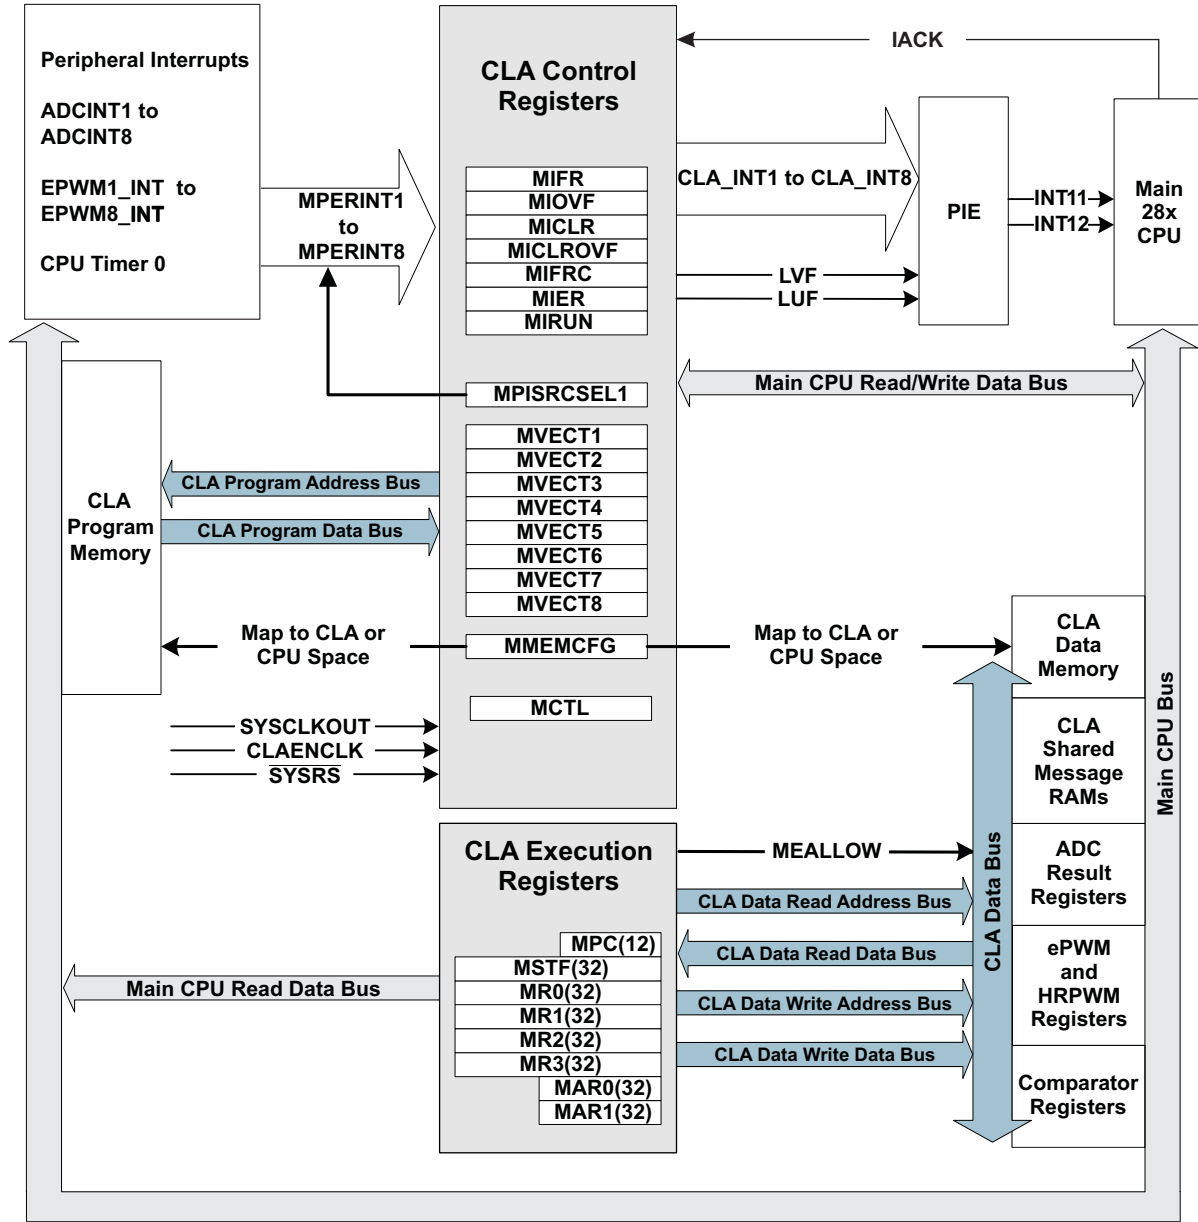 Peripheral Interrupts
ADCINT1 to
ADCINT8
EPWM1_INT to
EPWM8_INT
CPU Timer 0
MPERINT1
to
MPERINT8
CLA Control
Registers
MIFR
MIOVF
MICLR
MICLROVF
MIFRC
MIER
MIRUN
MPISRCSEL1
MVECT1
MVECT2
MVECT3
MVECT4
MVECT5
MVECT6
MVECT7
MVECT8
MMEMCFG
MCTL
IACK
CLA_INT1 to CLA_INT8
LVF
LUF
PIE
INT11
INT12
Main
28x
CPU
Main CPU Read/Write Data Bus
CLA
Program
Memory
CLA Program Address Bus
CLA Program Data Bus
Map to CLA or
CPU Space
Map to CLA or
CPU Space
SYSCLKOUT
CLAENCLK
SYSRS
CLA
Data
Memory
CLA
Shared
Message
RAMs
ADC
Result
Registers
ePWM
and
HRPWM
Registers
Comparator
Registers
Main CPU Bus
CLA Data Bus
CLA Execution
Registers
MPC(12)
MSTF(32)
MR0(32)
MR1(32)
MR2(32)
MR3(32)
MAR0(32)
MAR1(32)
MEALLOW
CLA Data Read Address Bus
CLA Data Read Data Bus
CLA Data Write Address Bus
CLA Data Write Data Bus
Main CPU Read Data Bus